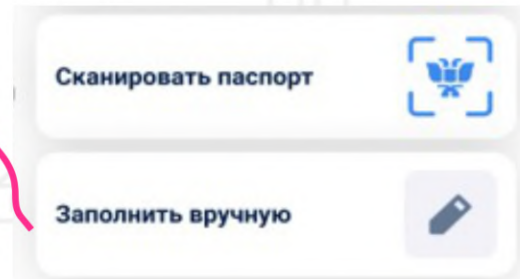 Сканировать паспорт
Заполнить вручную